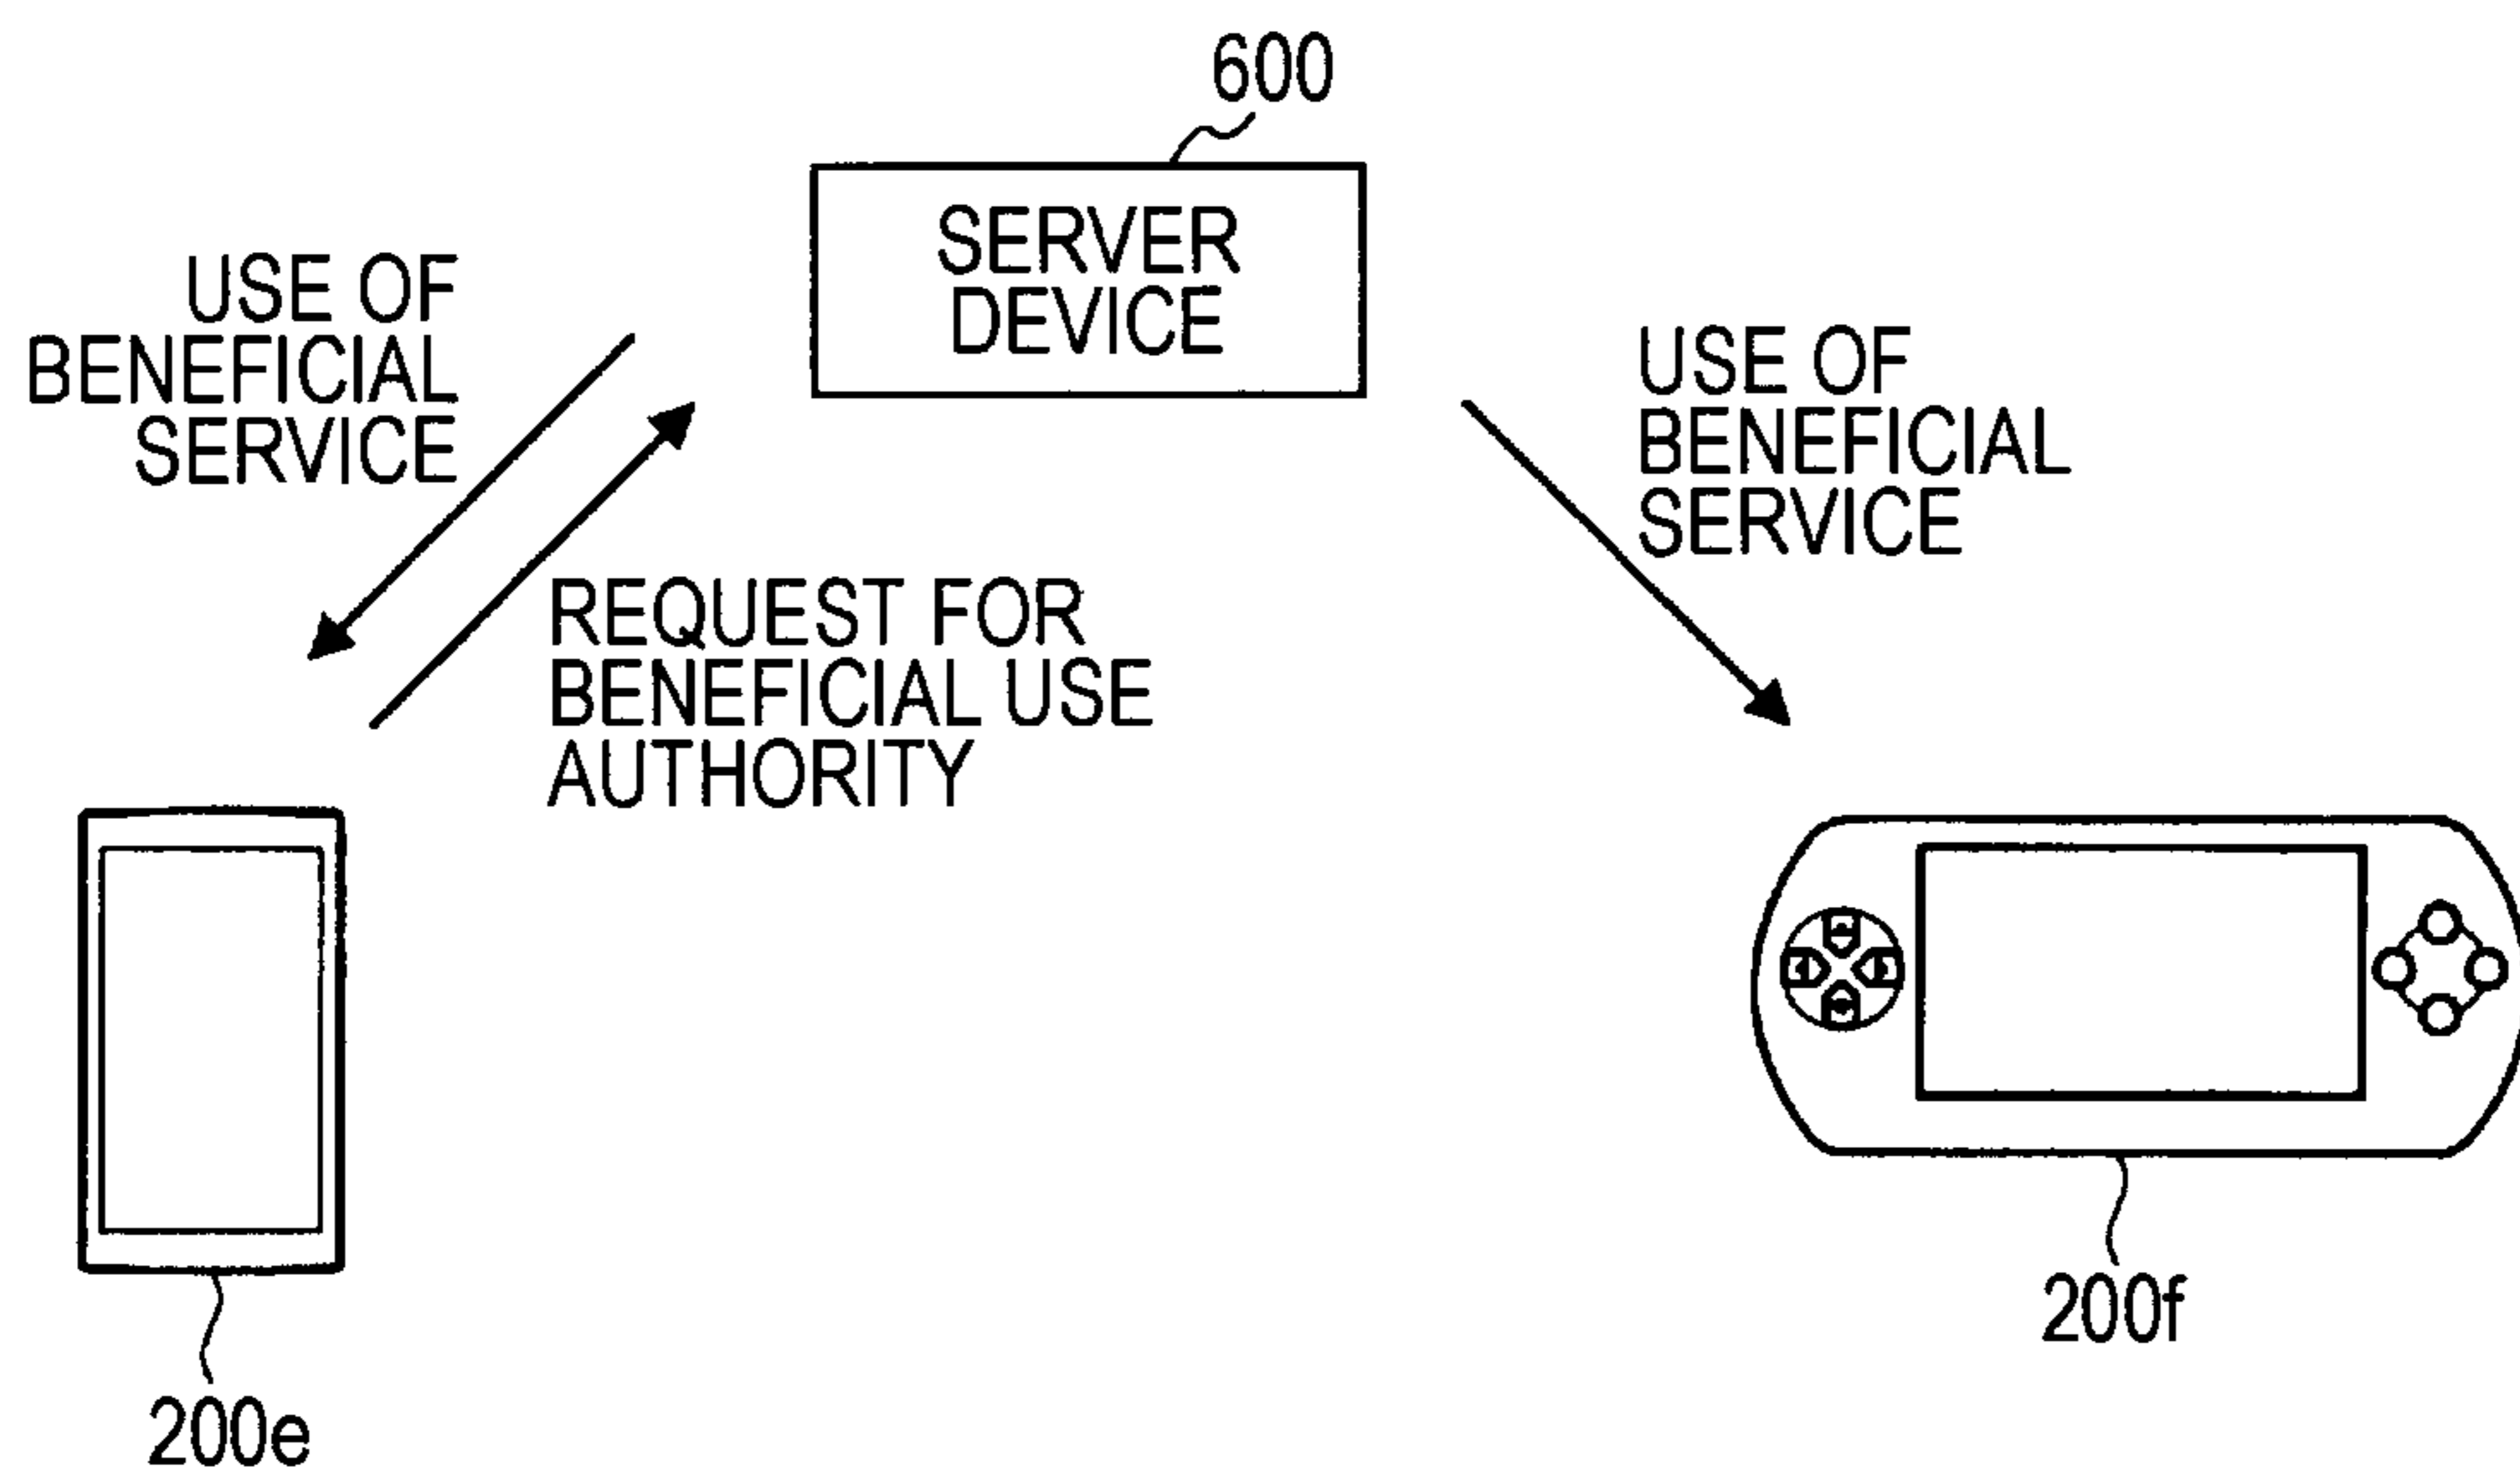 600
SERVER
DEVICE
USE OF
BENEFICIAL
SERVICE
USE OF
BENEFICIAL
SERVICE
REQUEST FOR
BENEFICIAL USE
AUTHORITY
200e
200f